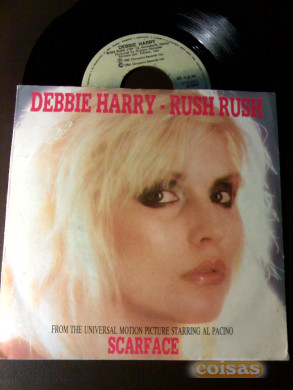 DEBBIE HARRY
DEBBIE HARRY - RUSH RUSH
FROM THE UNIVERSAL MOTION PICTURE STARRING AL PACINO
SCARFACE
coisas